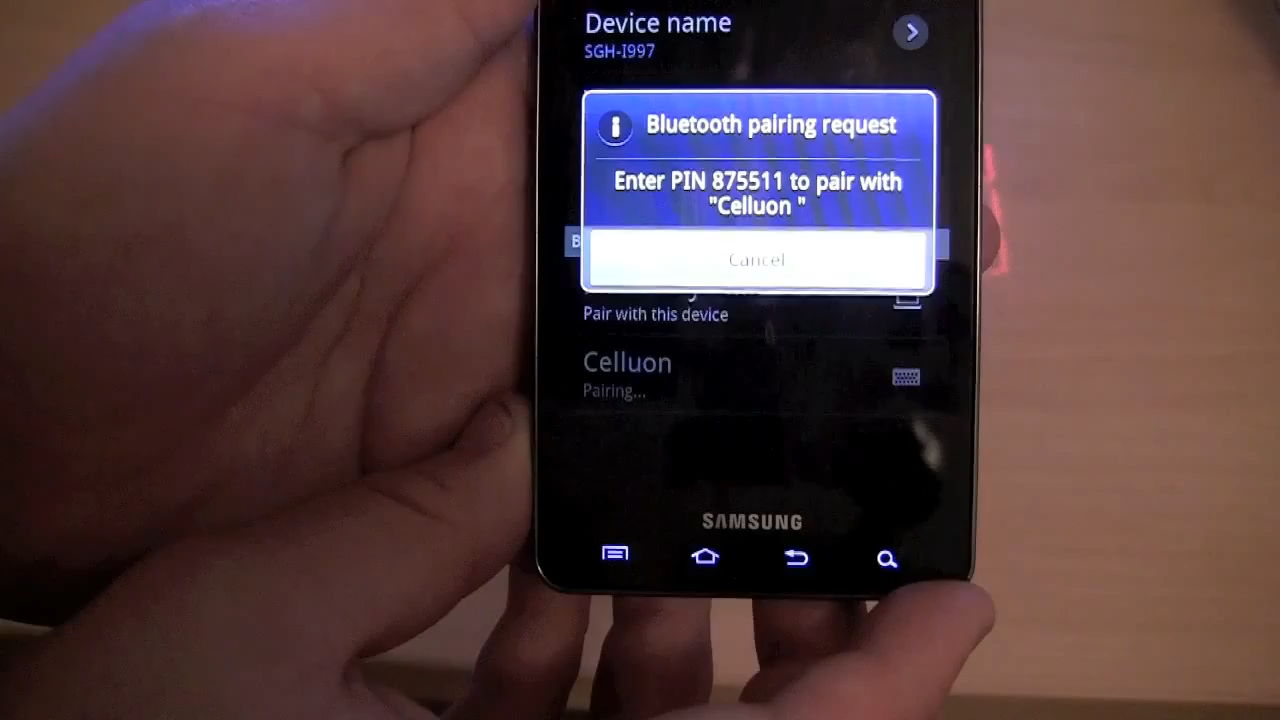 Device name
SGH-I997
Bluetooth pairing request
Enter PIN 875511 to pair with
"Celluon "
B
Cancel
Pair with this device
Celluon
Pairing...
SAMSUNG